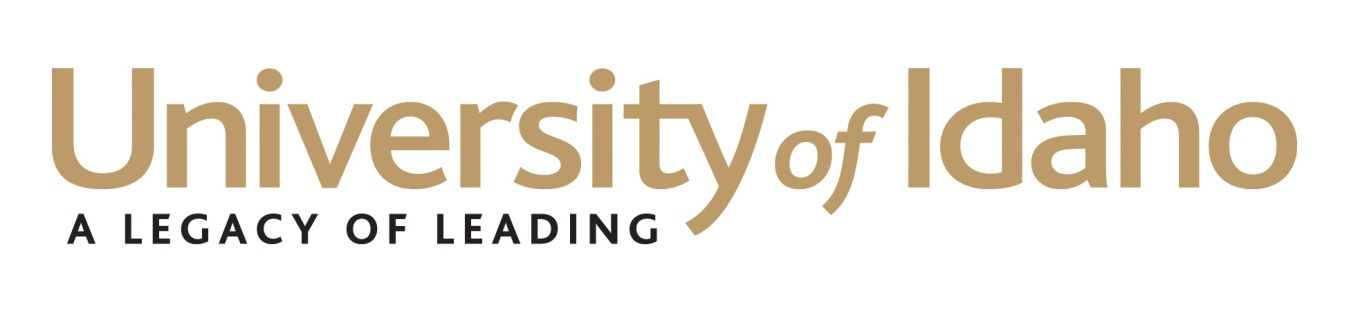 University of Idaho
A LEGACY OF LEADING